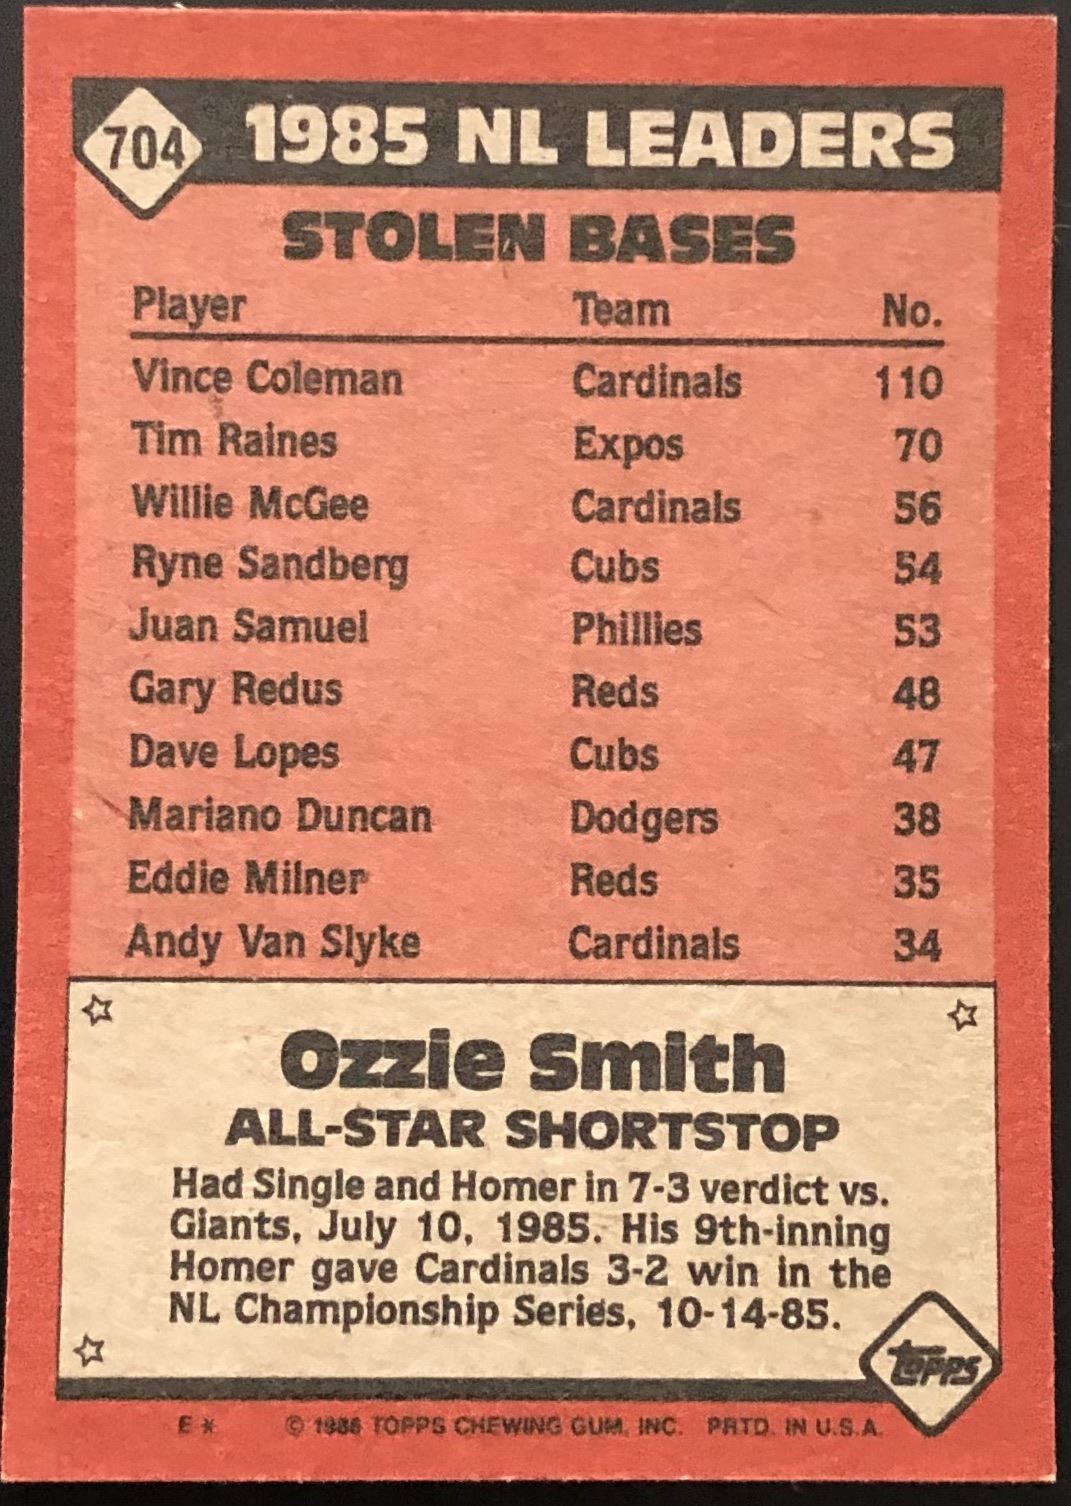 704 1985 NL LEADERS
STOLEN BASES
Player Team No.
Vince Coleman Cardinals 110
Tim Raines Expos 70
Willie McGee Cardinals 56
Ryne Sandberg Cubs 54
Juan Samuel Phillies 53
Gary Redus Reds 48
Dave Lopes Cubs 47
Mariano Duncan Dodgers 38
Eddie Milner Reds 35
Andy Van Slyke Cardinals 34
Ozzie Smith
ALL-STAR SHORTSTOP
Had Single and Homer in 7-3 verdict vs.
Giants, July 10, 1985. His 9th-inning
Homer gave Cardinals 3-2 win in the
NL Championship Series, 10-14-85.
TOPPS
E * © 1986 TOPPS CHEWING GUM, INC. PRTD. IN U.S.A.